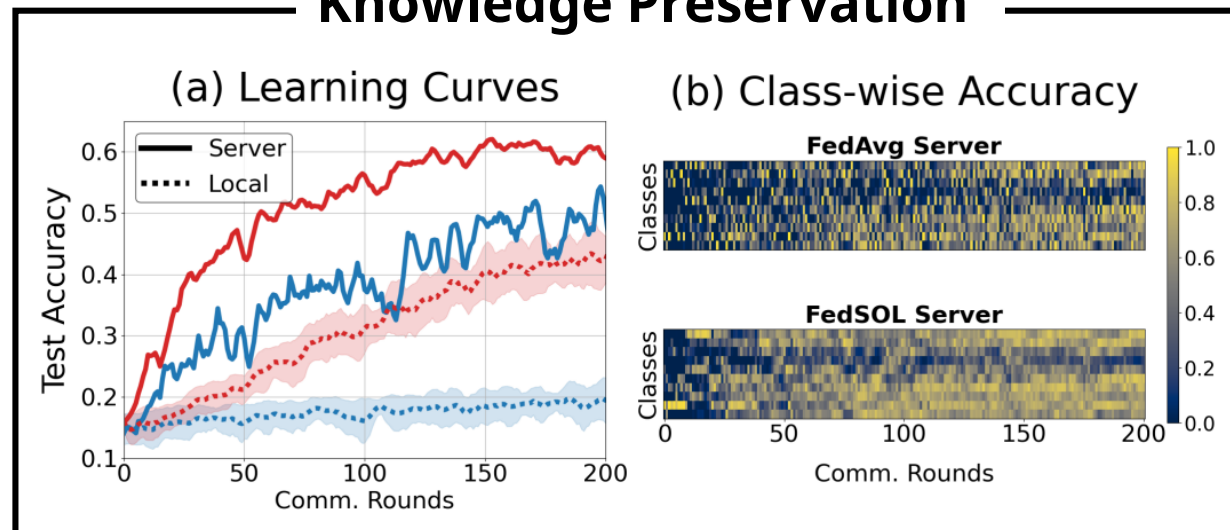 Knowledge Preservation
(a) Learning Curves
Server
Local
Test Accuracy
0.6
0.5
0.4
0.3
0.2
0.1
0 50 100 150 200
Comm. Rounds
(b) Class-wise Accuracy
FedAvg Server
Classes
FedSOL Server
Classes
0 50 100 150 200
Comm. Rounds
1.0
0.8
0.6
0.4
0.2
0.0